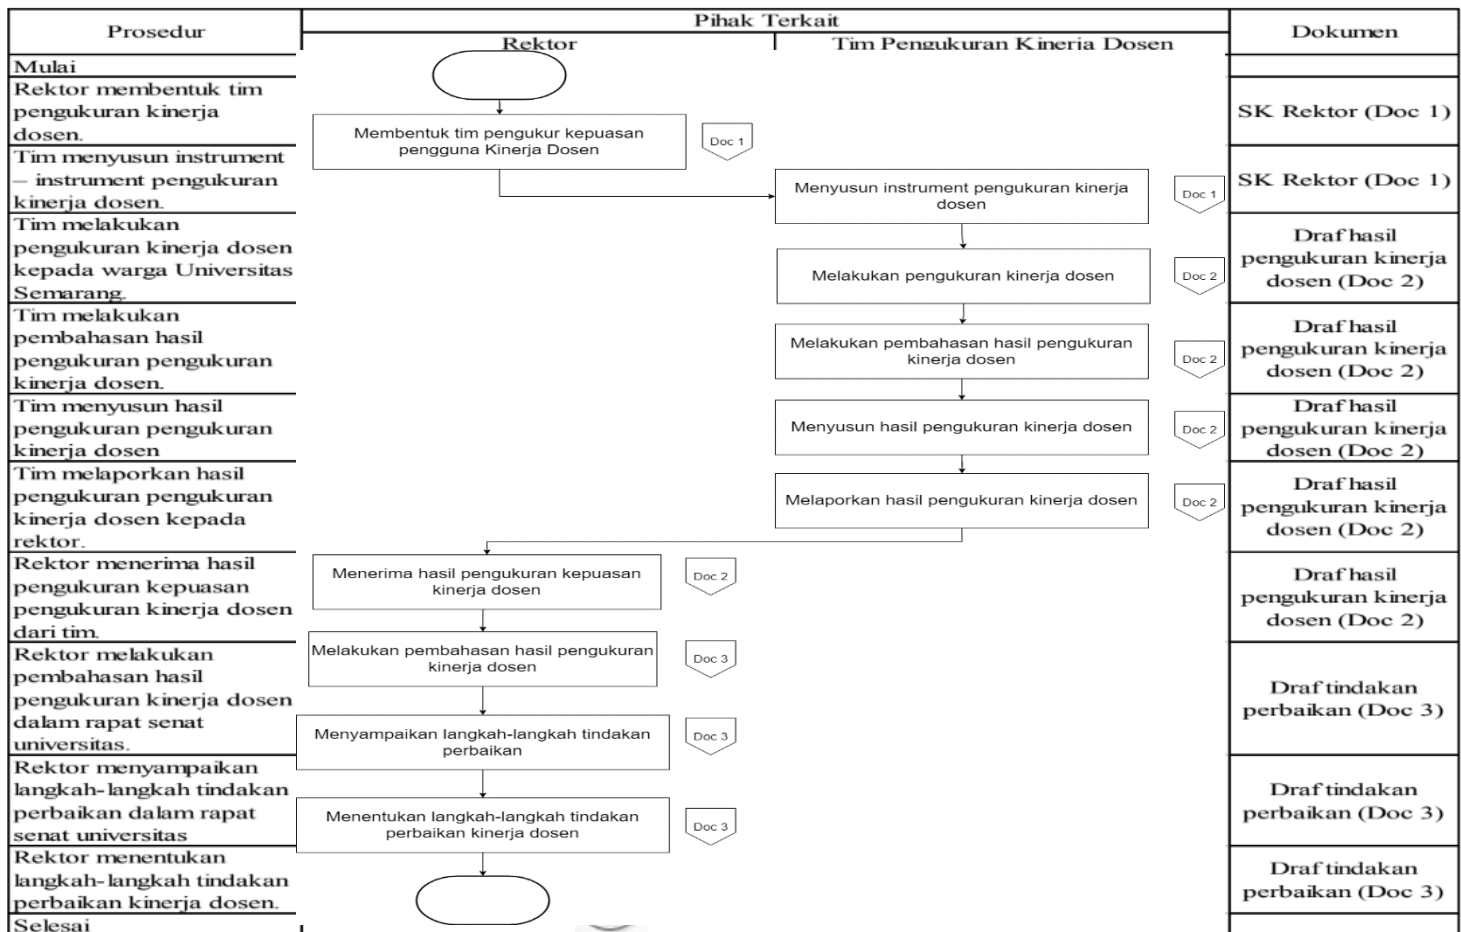 Prosedur
Pihak Terkait
Dokumen
Rektor
Tim Pengukuran Kinerja Dosen
Mulai
Rektor membentuk tim
pengukuran kinerja
dosen.
Membentuk tim pengukur kepuasan
pengguna Kinerja Dosen
Doc 1
SK Rektor (Doc 1)
Tim menyusun instrument
– instrument pengukuran
kinerja dosen.
Menyusun instrument pengukuran kinerja
dosen
Doc 1
SK Rektor (Doc 1)
Tim melakukan
pengukuran kinerja dosen
kepada warga Universitas
Semarang.
Melakukan pengukuran kinerja dosen
Doc 2
Draf hasil
pengukuran kinerja
dosen (Doc 2)
Tim melakukan
pembahasan hasil
pengukuran pengukuran
kinerja dosen.
Melakukan pembahasan hasil pengukuran
kinerja dosen
Doc 2
Draf hasil
pengukuran kinerja
dosen (Doc 2)
Tim menyusun hasil
pengukuran pengukuran
kinerja dosen
Menyusun hasil pengukuran kinerja dosen
Doc 2
Draf hasil
pengukuran kinerja
dosen (Doc 2)
Tim melaporkan hasil
pengukuran pengukuran
kinerja dosen kepada
rektor.
Melaporkan hasil pengukuran kinerja dosen
Doc 2
Draf hasil
pengukuran kinerja
dosen (Doc 2)
Rektor menerima hasil
pengukuran kepuasan
pengukuran kinerja dosen
dari tim.
Menerima hasil pengukuran kepuasan
kinerja dosen
Doc 2
Draf hasil
pengukuran kinerja
dosen (Doc 2)
Rektor melakukan
pembahasan hasil
pengukuran kinerja dosen
dalam rapat senat
universitas.
Melakukan pembahasan hasil pengukuran
kinerja dosen
Doc 3
Draf tindakan
perbaikan (Doc 3)
Rektor menyampaikan
langkah-langkah tindakan
perbaikan dalam rapat
senat universitas
Menyampaikan langkah-langkah tindakan
perbaikan
Doc 3
Draf tindakan
perbaikan (Doc 3)
Rektor menentukan
langkah-langkah tindakan
perbaikan kinerja dosen.
Menentukan langkah-langkah tindakan
perbaikan kinerja dosen
Doc 3
Draf tindakan
perbaikan (Doc 3)
Selesai